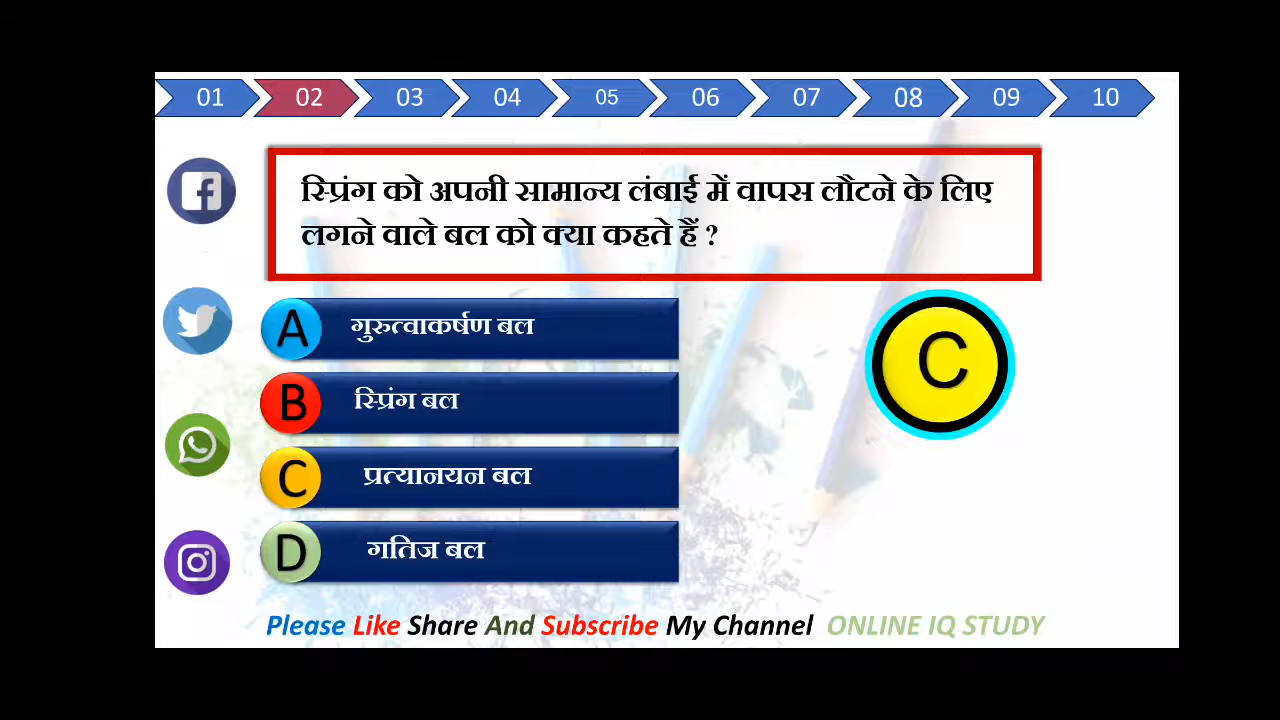 01 02 03 04 05 06 07 08 09 10
स्प्रिंग को अपनी सामान्य लंबाई में वापस लौटने के लिए
लगने वाले बल को क्या कहते हैं ?
A गुरुत्वाकर्षण बल
C
B स्प्रिंग बल
C प्रत्यानयन बल
D गतिज बल
Please Like Share And Subscribe My Channel ONLINE IQ STUDY